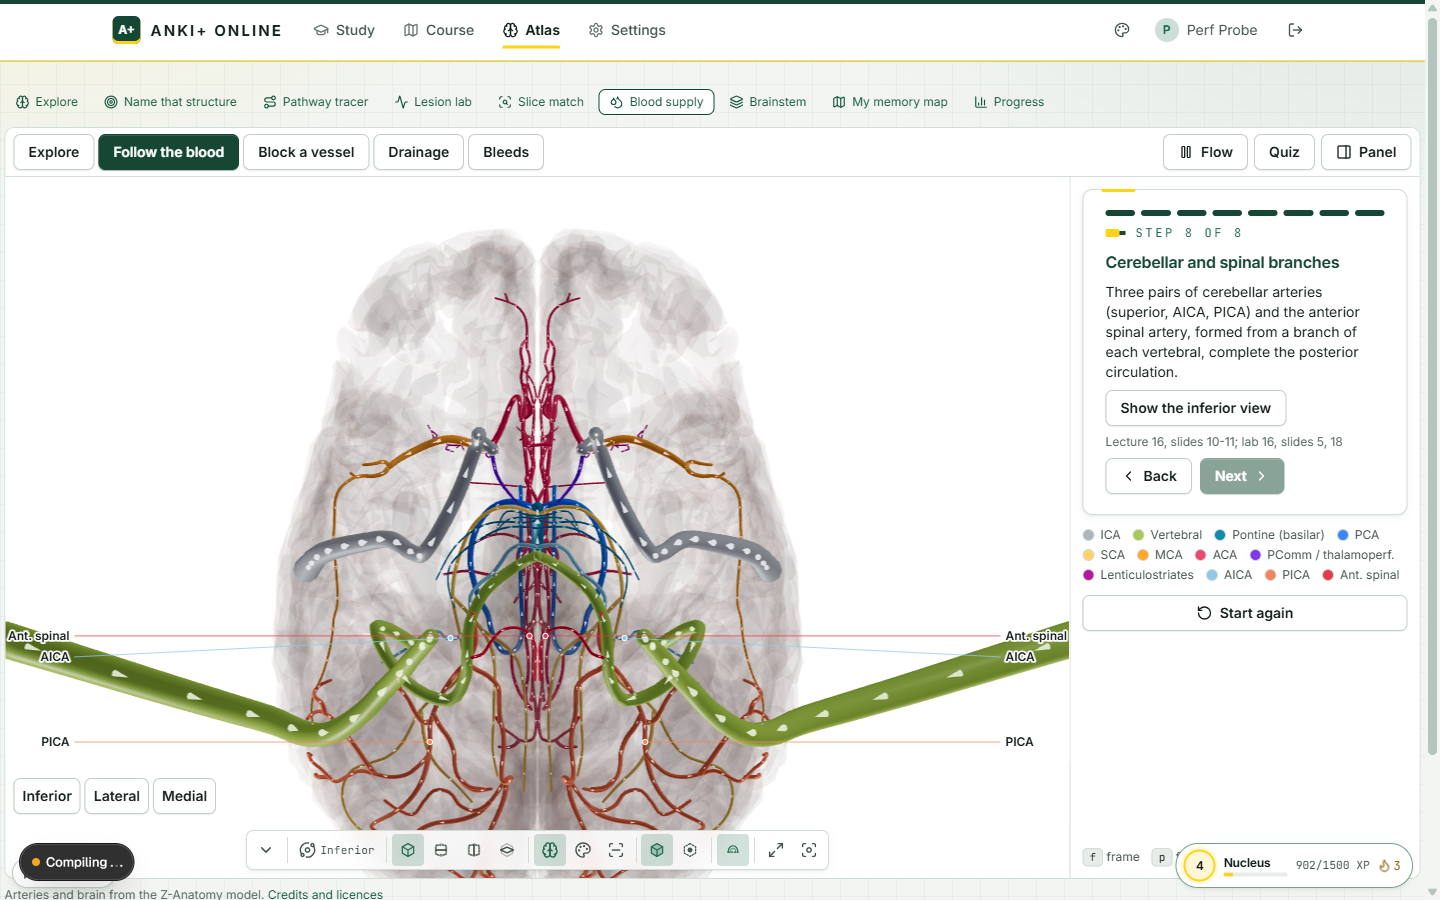 A+ ANKI+ ONLINE Study Course Atlas Settings P Perf Probe
Explore Name that structure Pathway tracer Lesion lab Slice match Blood supply Brainstem My memory map Progress
Explore Follow the blood Block a vessel Drainage Bleeds Flow Quiz Panel
STEP 8 OF 8
Cerebellar and spinal branches
Three pairs of cerebellar arteries
(superior, AICA, PICA) and the anterior
spinal artery, formed from a branch of
each vertebral, complete the posterior
circulation.
Show the inferior view
Lecture 16, slides 10-11; lab 16, slides 5, 18
Back Next
ICA Vertebral Pontine (basilar) PCA
SCA MCA ACA PComm / thalamoperf.
Lenticulostriates AICA PICA Ant. spinal
Start again
Ant. spinal Ant. spinal
AICA AICA
PICA PICA
Inferior Lateral Medial
Inferior
Compiling ...
f frame p
4 Nucleus 902/1500 XP 3
Arteries and brain from the Z-Anatomy model. Credits and licences